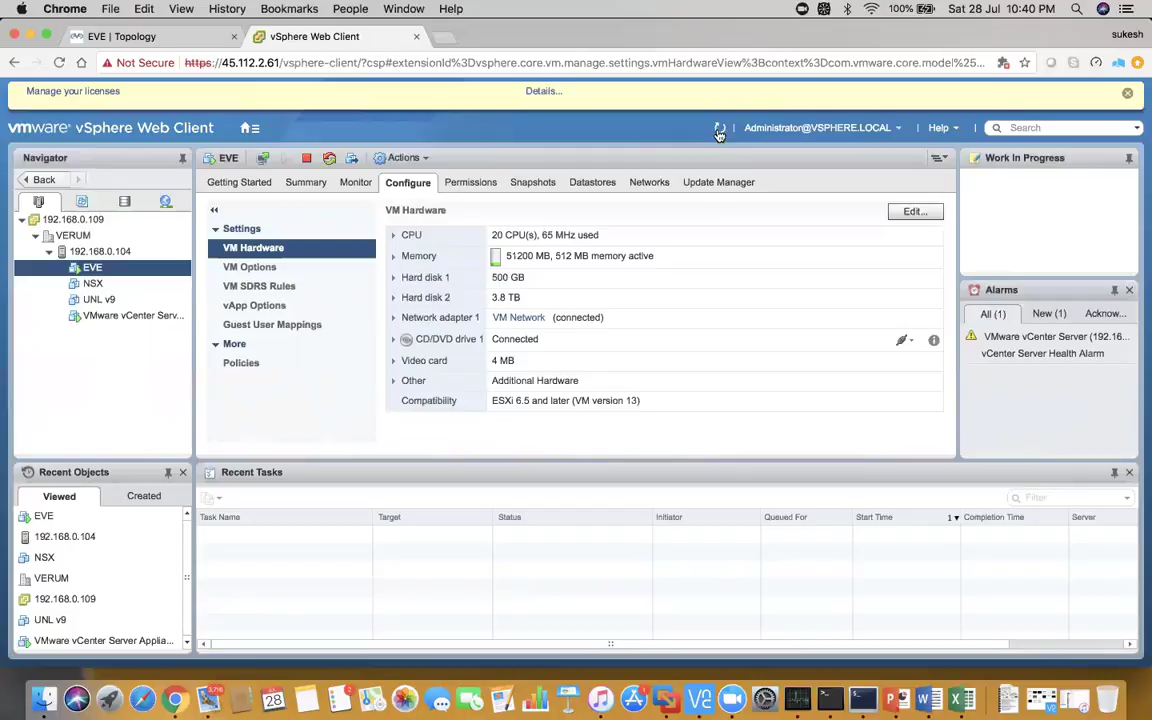 Chrome File Edit View History Bookmarks People Window Help 100% Sat 28 Jul 10:40 PM
EVE | Topology
vSphere Web Client
sukesh
Not Secure https://45.112.2.61/vsphere-client/?csp#extensionId%3Dvsphere.core.vm.manage.settings.vmHardwareView%3Bcontext%3Dcom.vmware.core.model%25...
Manage your licenses
Details...
vmware® vSphere Web Client
Administrator@VSPHERE.LOCAL
Help
Search
Navigator
Back
192.168.0.109
VERUM
192.168.0.104
EVE
NSX
UNL v9
VMware vCenter Serv...
EVE
Actions
Getting Started Summary Monitor Configure Permissions Snapshots Datastores Networks Update Manager
Settings
VM Hardware
VM Options
VM SDRS Rules
vApp Options
Guest User Mappings
More
Policies
VM Hardware
Edit...
CPU 20 CPU(s), 65 MHz used
Memory 51200 MB, 512 MB memory active
Hard disk 1 500 GB
Hard disk 2 3.8 TB
Network adapter 1 VM Network (connected)
CD/DVD drive 1 Connected
Video card 4 MB
Other Additional Hardware
Compatibility ESXi 6.5 and later (VM version 13)
Work In Progress
Alarms
All (1) New (1) Acknow...
VMware vCenter Server (192.16...
vCenter Server Health Alarm
Recent Objects
Viewed Created
EVE
192.168.0.104
NSX
VERUM
192.168.0.109
UNL v9
VMware vCenter Server Applia...
Recent Tasks
Filter
Task Name Target Status Initiator Queued For Start Time 1 Completion Time Server